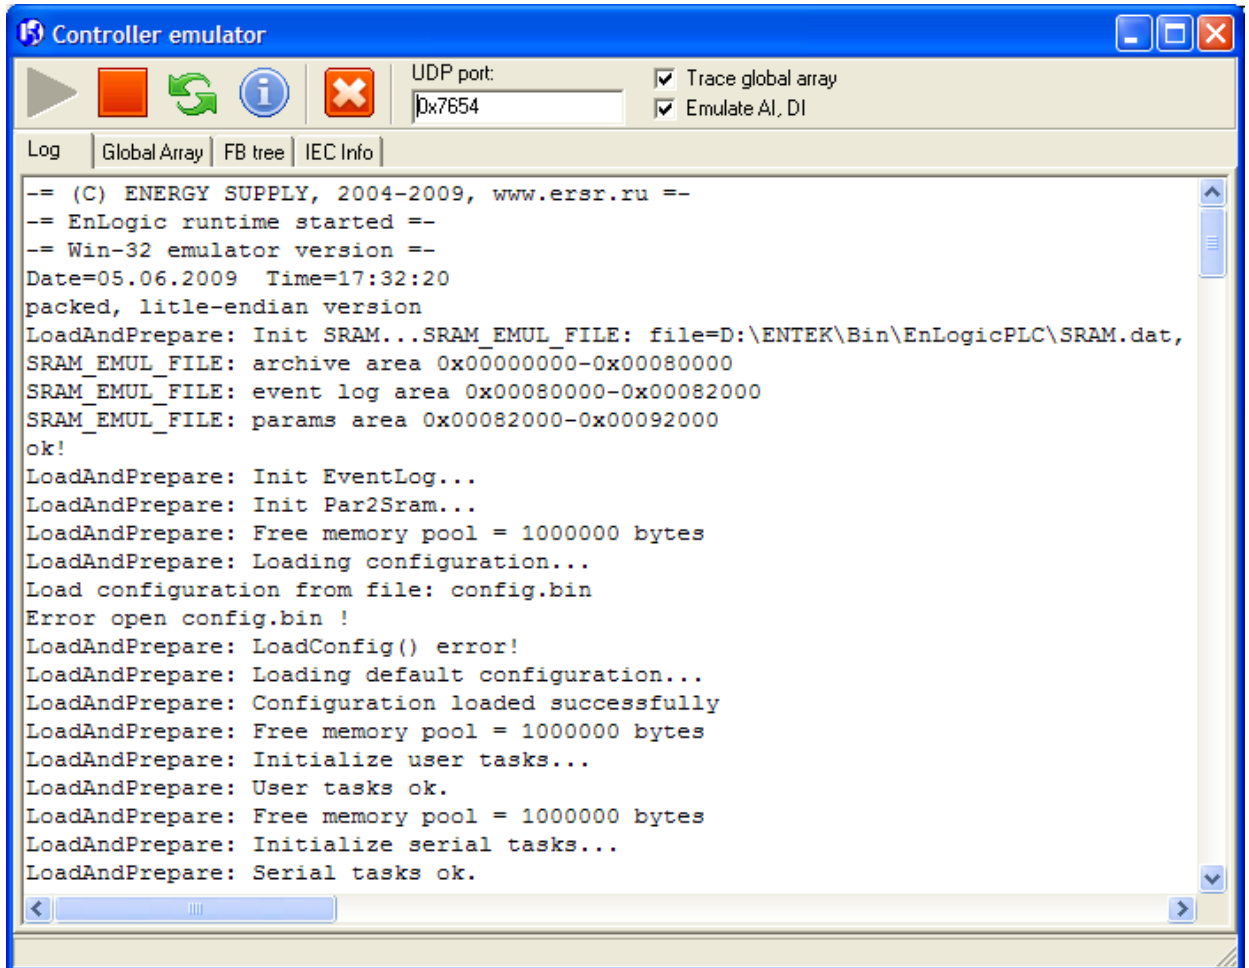 Controller emulator
UDP port:
0x7654
Trace global array
Emulate AI, DI
Log
Global Array
FB tree
IEC Info
-= (C) ENERGY SUPPLY, 2004-2009, www.ersr.ru =-
-= EnLogic runtime started =-
-= Win-32 emulator version =-
Date=05.06.2009  Time=17:32:20
packed, litle-endian version
LoadAndPrepare: Init SRAM...SRAM_EMUL_FILE: file=D:\ENTEK\Bin\EnLogicPLC\SRAM.dat,
SRAM_EMUL_FILE: archive area 0x00000000-0x00080000
SRAM_EMUL_FILE: event log area 0x00080000-0x00082000
SRAM_EMUL_FILE: params area 0x00082000-0x00092000
ok!
LoadAndPrepare: Init EventLog...
LoadAndPrepare: Init Par2Sram...
LoadAndPrepare: Free memory pool = 1000000 bytes
LoadAndPrepare: Loading configuration...
Load configuration from file: config.bin
Error open config.bin !
LoadAndPrepare: LoadConfig() error!
LoadAndPrepare: Loading default configuration...
LoadAndPrepare: Configuration loaded successfully
LoadAndPrepare: Free memory pool = 1000000 bytes
LoadAndPrepare: Initialize user tasks...
LoadAndPrepare: User tasks ok.
LoadAndPrepare: Free memory pool = 1000000 bytes
LoadAndPrepare: Initialize serial tasks...
LoadAndPrepare: Serial tasks ok.